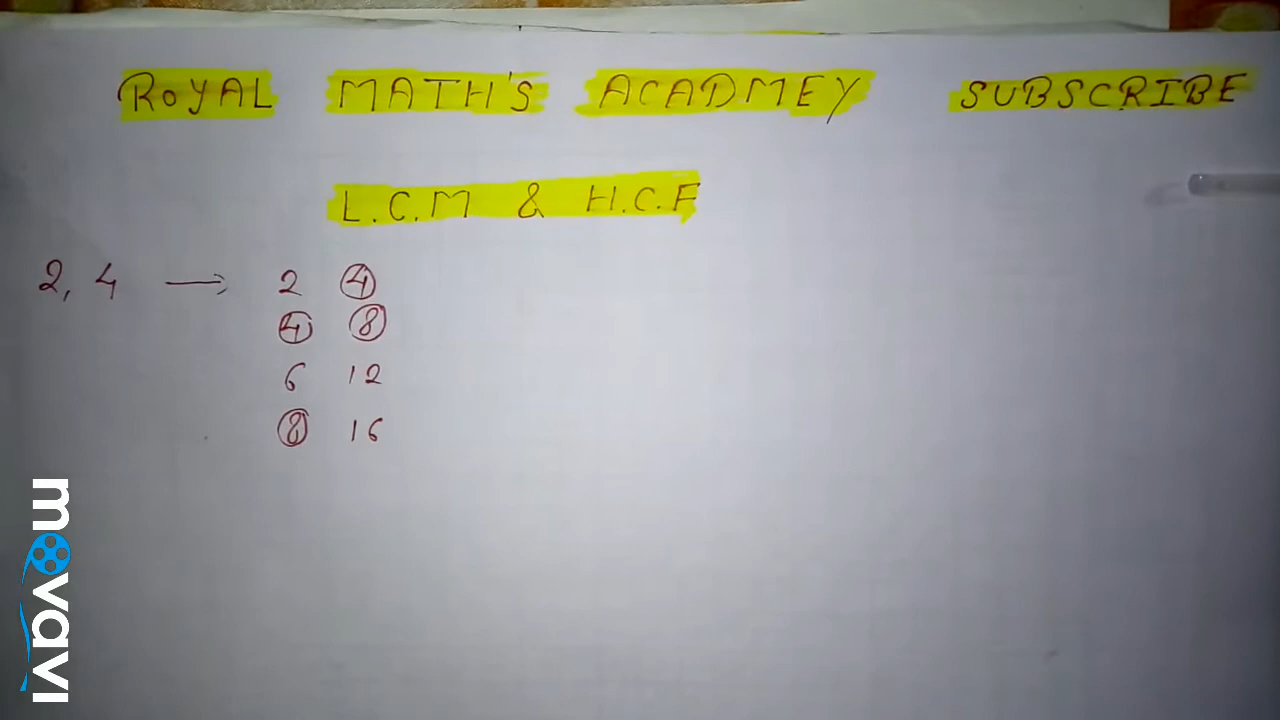 ROYAL MATH'S ACADMEY SUBSCRIBE
L.C.M & H.C.F
2, 4 → 2 4
4 8
6 12
8 16
movavi